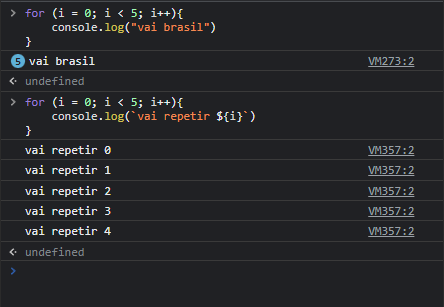 > for (i = 0; i < 5; i++){
console.log("vai brasil")
}
5 vai brasil VM273:2
undefined
> for (i = 0; i < 5; i++){
console.log(`vai repetir ${i}`)
}
vai repetir 0 VM357:2
vai repetir 1 VM357:2
vai repetir 2 VM357:2
vai repetir 3 VM357:2
vai repetir 4 VM357:2
undefined
>